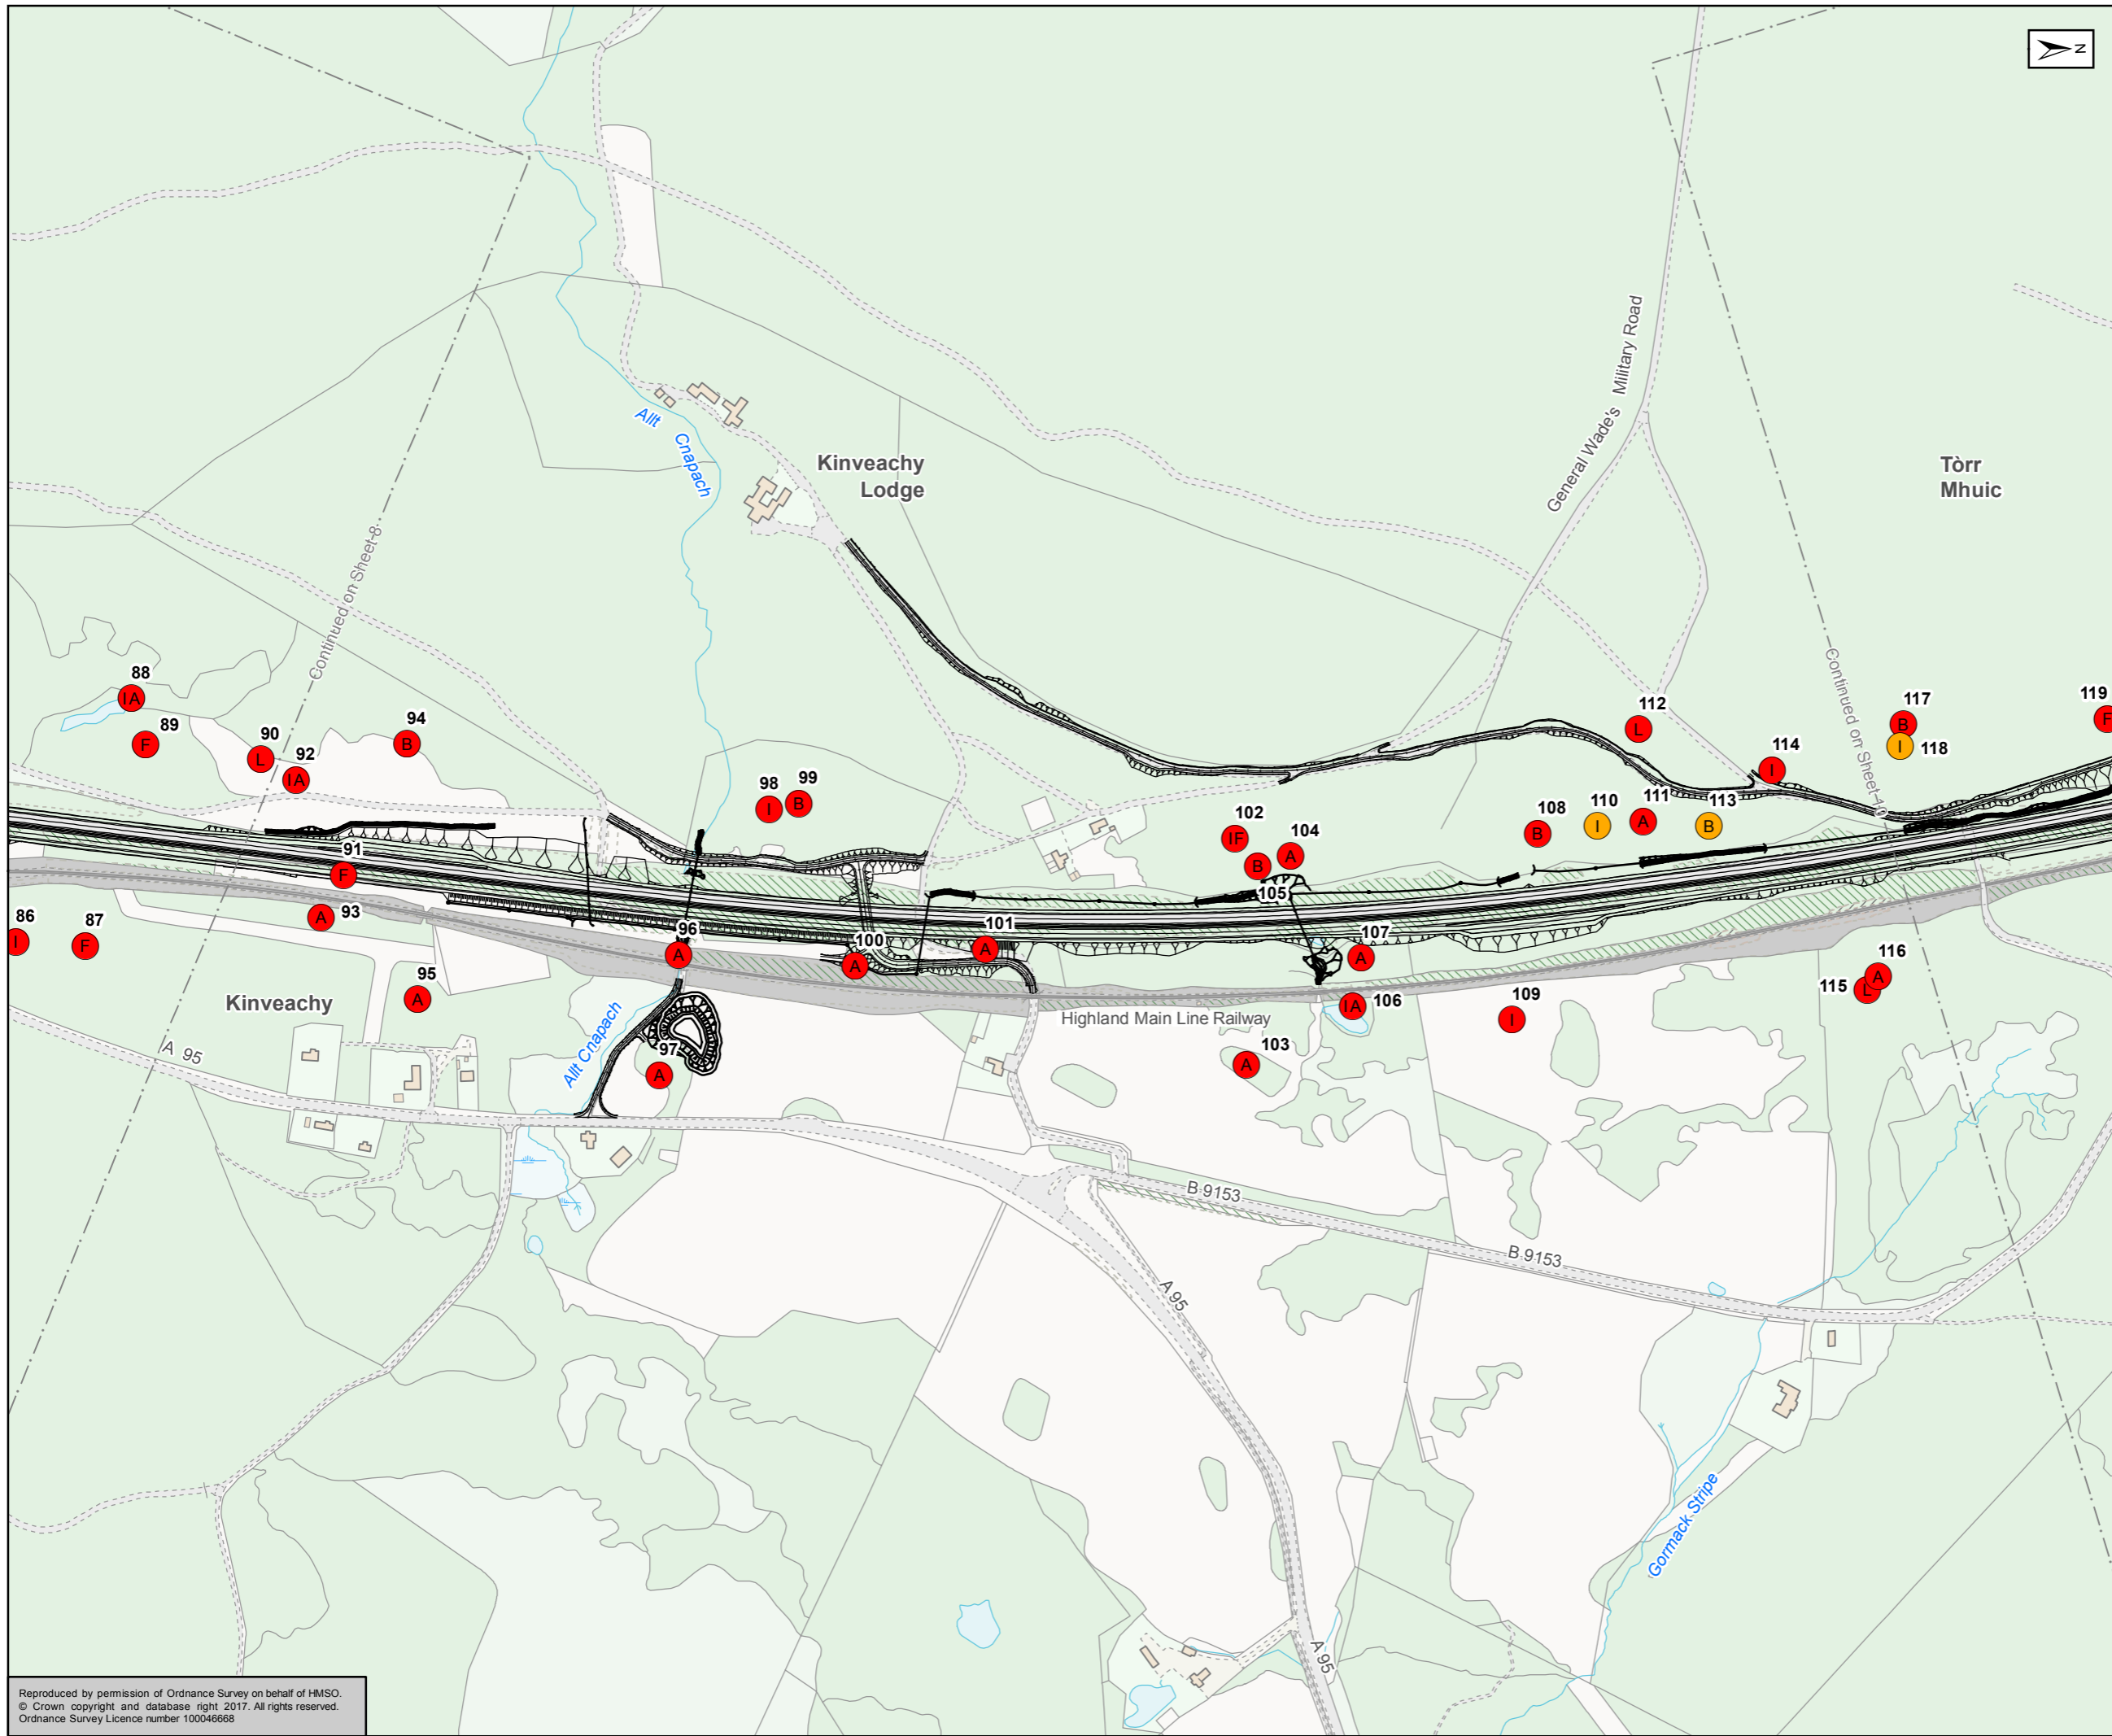 N
Kinveachy
Lodge
Allt
Cnapach
General Wade's Military Road
Tòrr
Mhuic
Continued on Sheet 8
Continued on Sheet 10
88
IA
89
F
90
L
92
IA
94
B
98
I
99
B
102
IF
B
104
A
105
108
B
110
I
111
A
112
L
113
B
114
I
117
B
I
118
119
F
86
I
87
F
91
F
A
93
95
A
96
A
97
A
100
A
101
A
107
A
IA
106
103
A
109
I
115
L
116
A
Kinveachy
A 95
Allt Cnapach
Highland Main Line Railway
B 9153
B 9153
A 95
A 95
Gormack Stripe
Reproduced by permission of Ordnance Survey on behalf of HMSO.
© Crown copyright and database right 2017. All rights reserved.
Ordnance Survey Licence number 100046668